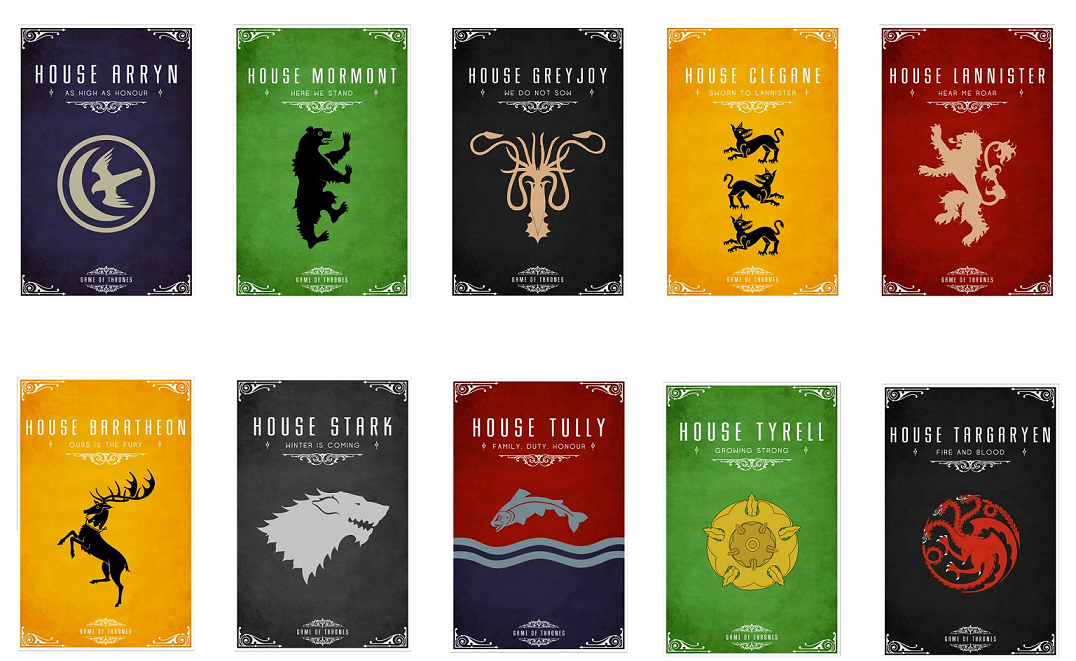 HOUSE ARRYN
AS HIGH AS HONOUR
GAME OF THRONES
HOUSE MORMONT
HERE WE STAND
GAME OF THRONES
HOUSE GREYJOY
WE DO NOT SOW
GAME OF THRONES
HOUSE CLEGANE
SWORN TO LANNISTER
GAME OF THRONES
HOUSE LANNISTER
HEAR ME ROAR
GAME OF THRONES
HOUSE BARATHEON
OURS IS THE FURY
GAME OF THRONES
HOUSE STARK
WINTER IS COMING
GAME OF THRONES
HOUSE TULLY
FAMILY, DUTY, HONOUR
GAME OF THRONES
HOUSE TYRELL
GROWING STRONG
GAME OF THRONES
HOUSE TARGARYEN
FIRE AND BLOOD
GAME OF THRONES